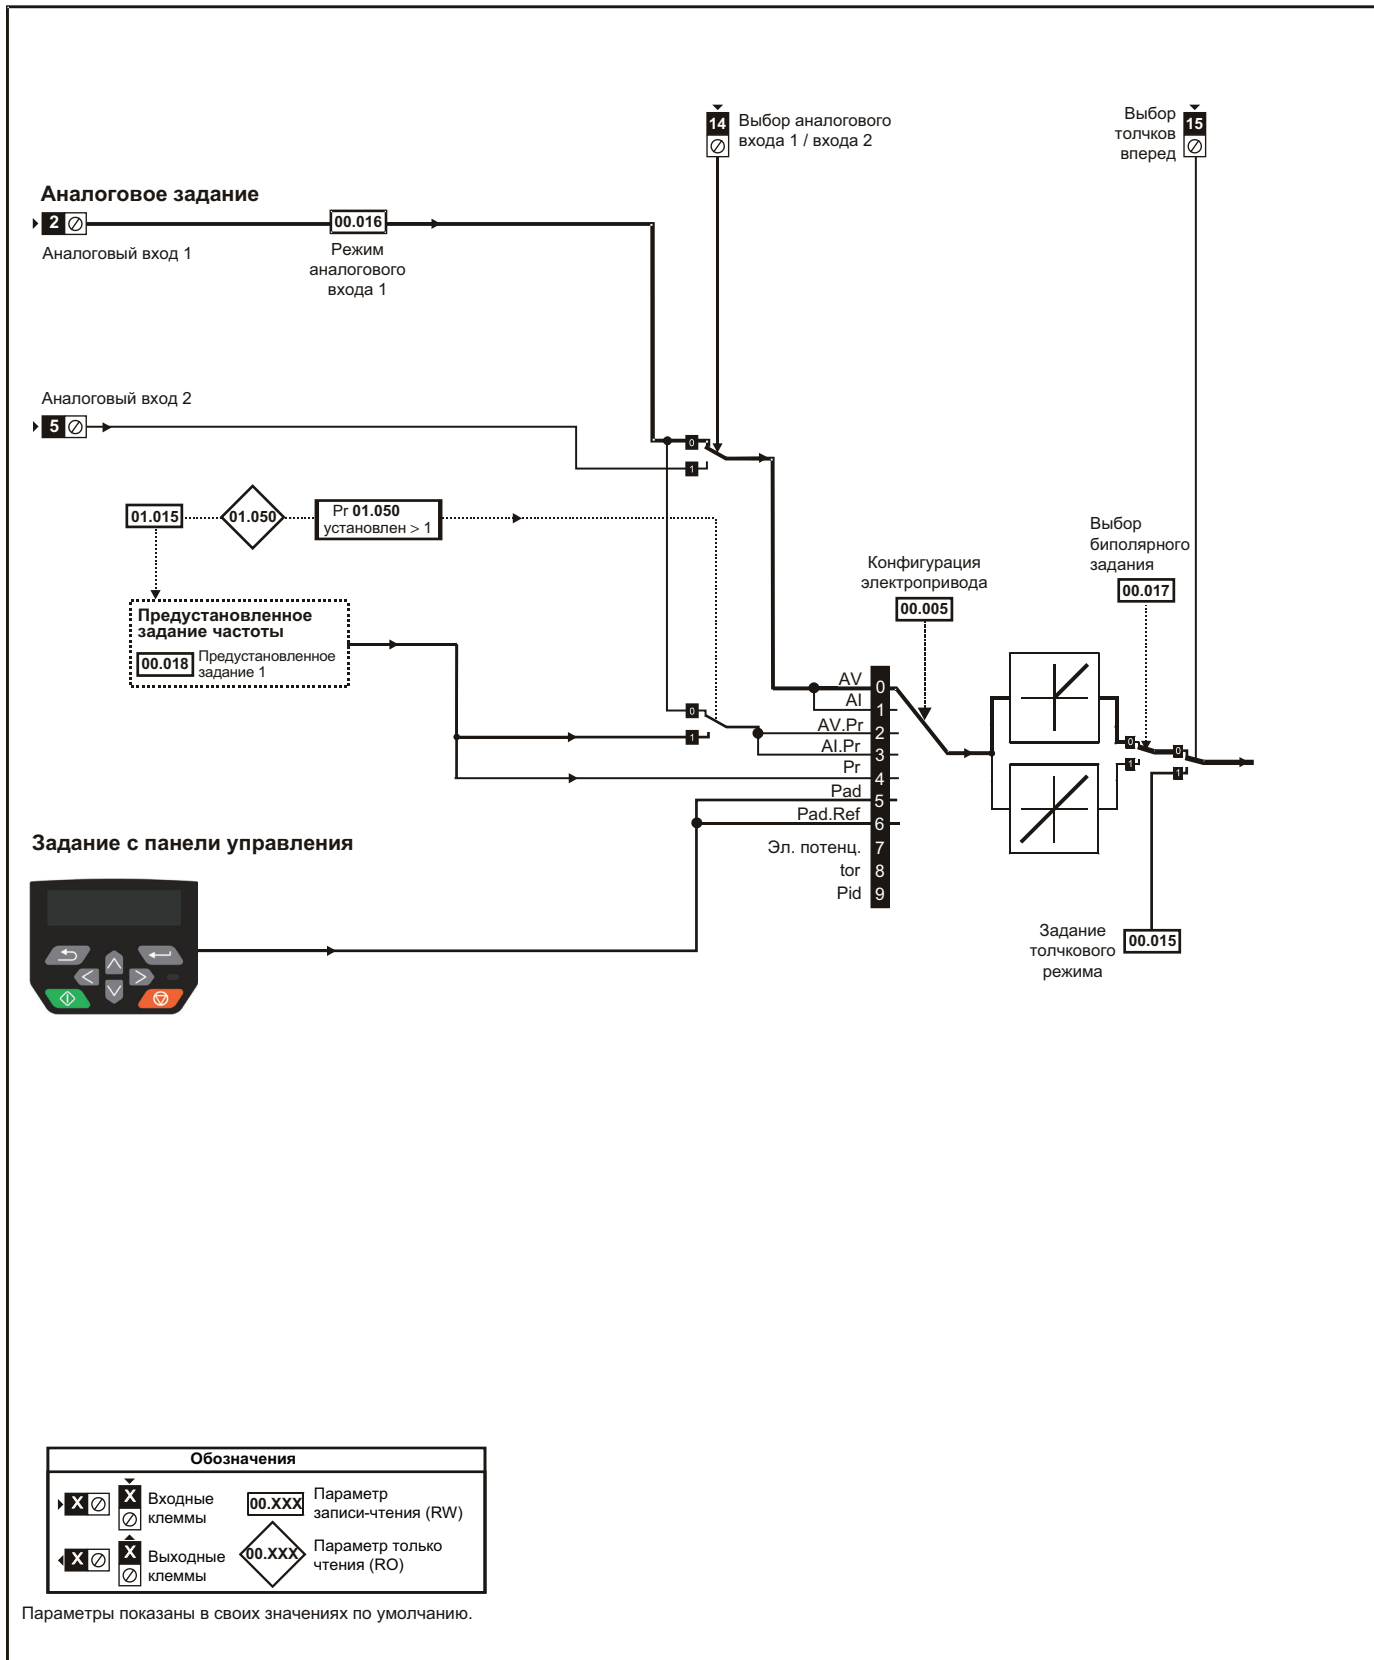 14
Выбор аналогового
входа 1 / входа 2
Выбор
толчков
вперед
15
Аналоговое задание
2
00.016
Аналоговый вход 1
Режим
аналогового
входа 1
Аналоговый вход 2
5
0
1
01.015
01.050
Pr 01.050
установлен > 1
Предустановленное
задание частоты
00.018
Предустановленное
задание 1
Конфигурация
электропривода
00.005
Выбор
биполярного
задания
00.017
0
1
AV 0
AI 1
AV.Pr 2
AI.Pr 3
Pr 4
Pad 5
Pad.Ref 6
Эл. потенц. 7
tor 8
Pid 9
0
1
0
1
Задание с панели управления
Задание
толчкового
режима
00.015
Обозначения
X
X
Входные
клеммы
00.XXX
Параметр
записи-чтения (RW)
X
X
Выходные
клеммы
00.XXX
Параметр только
чтения (RO)
Параметры показаны в своих значениях по умолчанию.